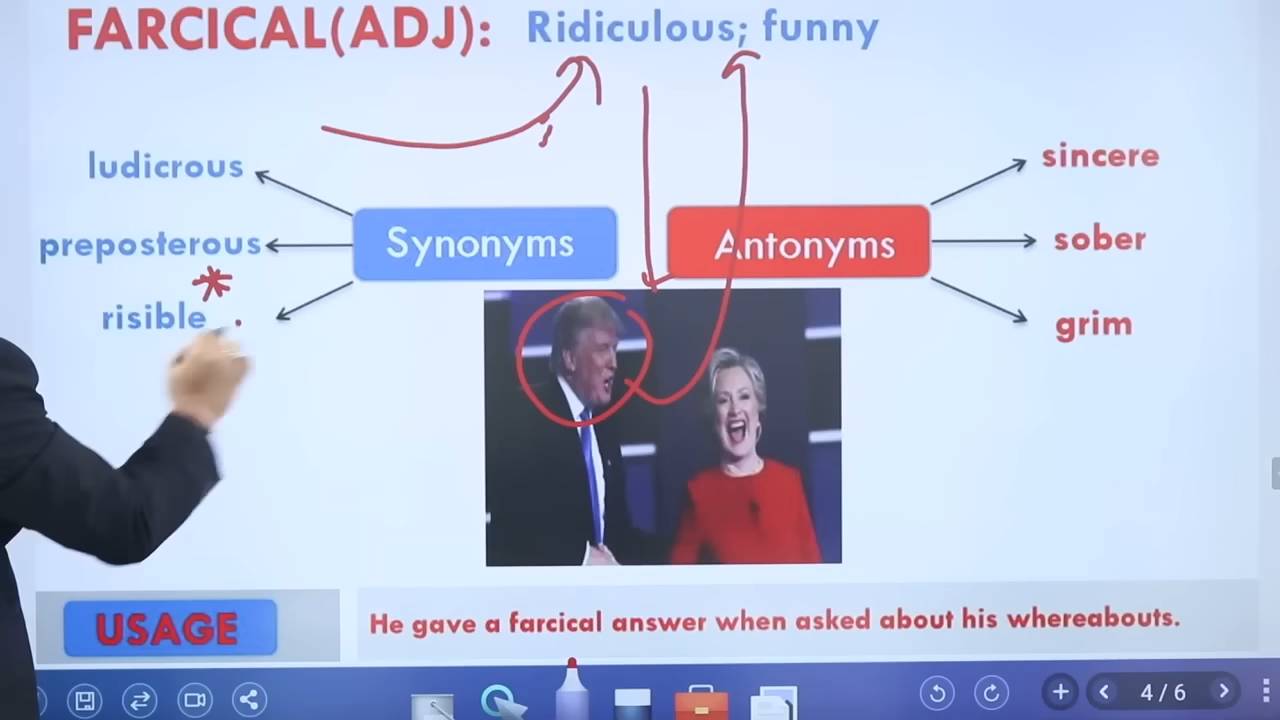 FARCICAL(ADJ): Ridiculous; funny
ludicrous
preposterous
risible
Synonyms
Antonyms
sincere
sober
grim
USAGE
He gave a farcical answer when asked about his whereabouts.
4 / 6